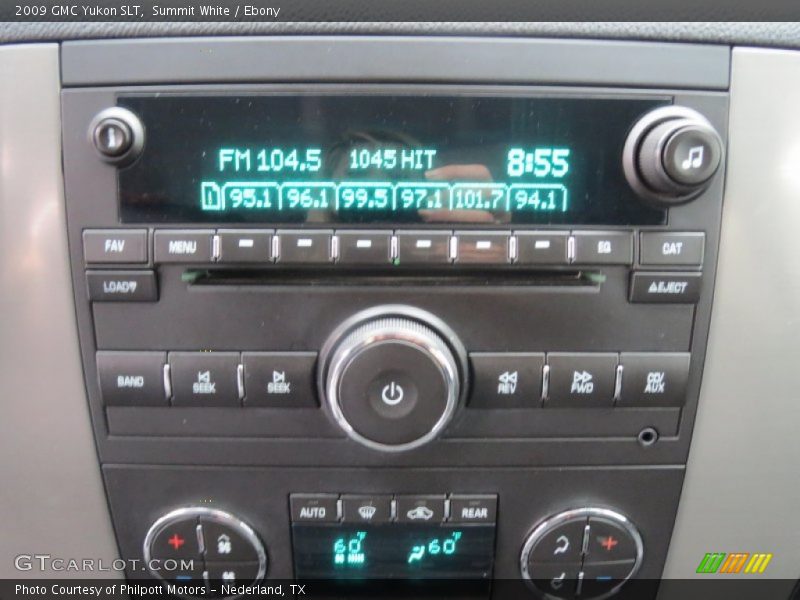 2009 GMC Yukon SLT,  Summit White / Ebony
FM 104.5 1045 HIT 8:55
1 95.1 96.1 99.5 97.1 101.7 94.1
FAV MENU EQ CAT
LOAD EJECT
BAND SEEK SEEK REV FWD CD/AUX
AUTO REAR
60°F 60°F
GTCARLOT.COM
Photo Courtesy of Philpott Motors – Nederland, TX